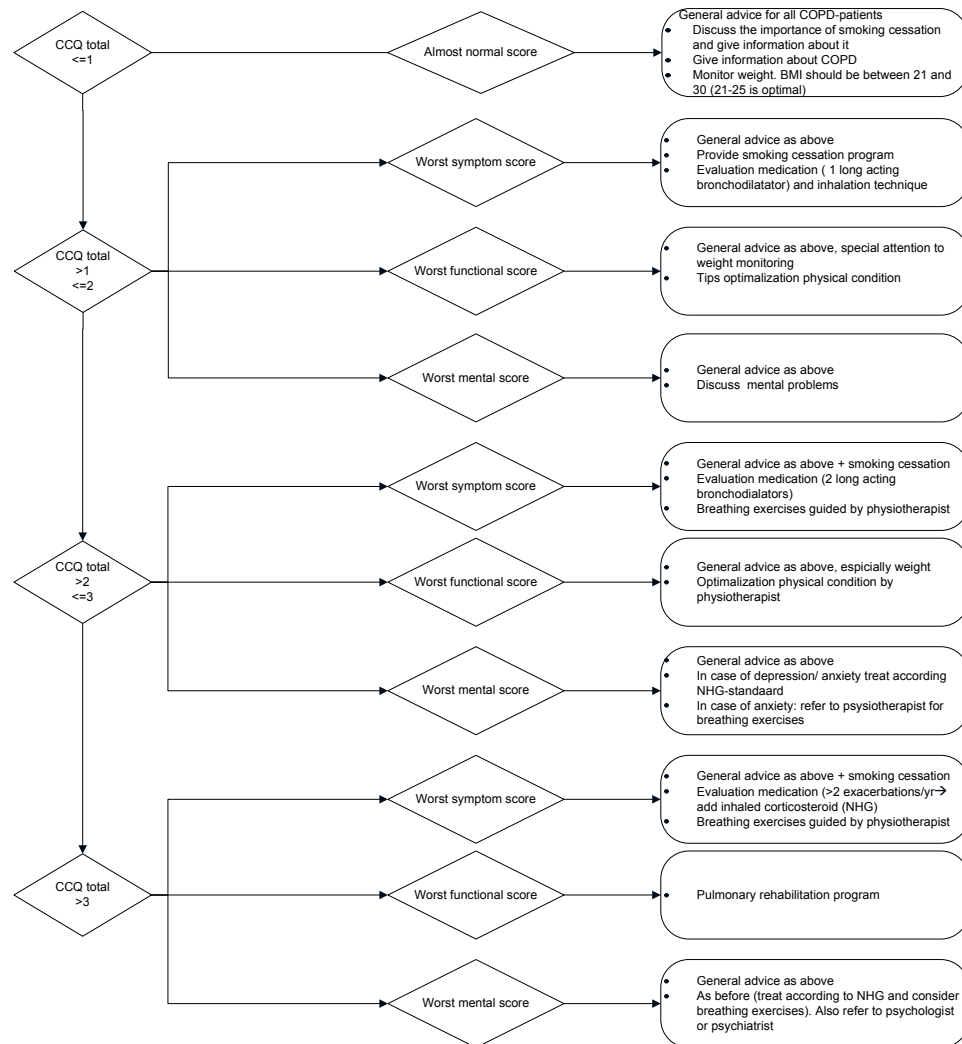 CCQ total
<=1
Almost normal score
General advice for all COPD-patients
• Discuss the importance of smoking cessation
and give information about it
• Give information about COPD
• Monitor weight. BMI should be between 21 and
30 (21-25 is optimal)
Worst symptom score
• General advice as above
• Provide smoking cessation program
• Evaluation medication ( 1 long acting
bronchodilatator) and inhalation technique
CCQ total
>1
<=2
Worst functional score
• General advice as above, special attention to
weight monitoring
• Tips optimalization physical condition
Worst mental score
• General advice as above
• Discuss mental problems
Worst symptom score
• General advice as above + smoking cessation
• Evaluation medication (2 long acting
bronchodialators)
• Breathing exercises guided by physiotherapist
CCQ total
>2
<=3
Worst functional score
• General advice as above, espicially weight
• Optimalization physical condition by
physiotherapist
Worst mental score
• General advice as above
• In case of depression/ anxiety treat according
NHG-standaard
• In case of anxiety: refer to psysiotherapist for
breathing exercises
Worst symptom score
• General advice as above + smoking cessation
• Evaluation medication (>2 exacerbations/yr→
add inhaled corticosteroid (NHG)
• Breathing exercises guided by physiotherapist
CCQ total
>3
Worst functional score
• Pulmonary rehabilitation program
Worst mental score
• General advice as above
• As before (treat according to NHG and consider
breathing exercises). Also refer to psychologist
or psychiatrist